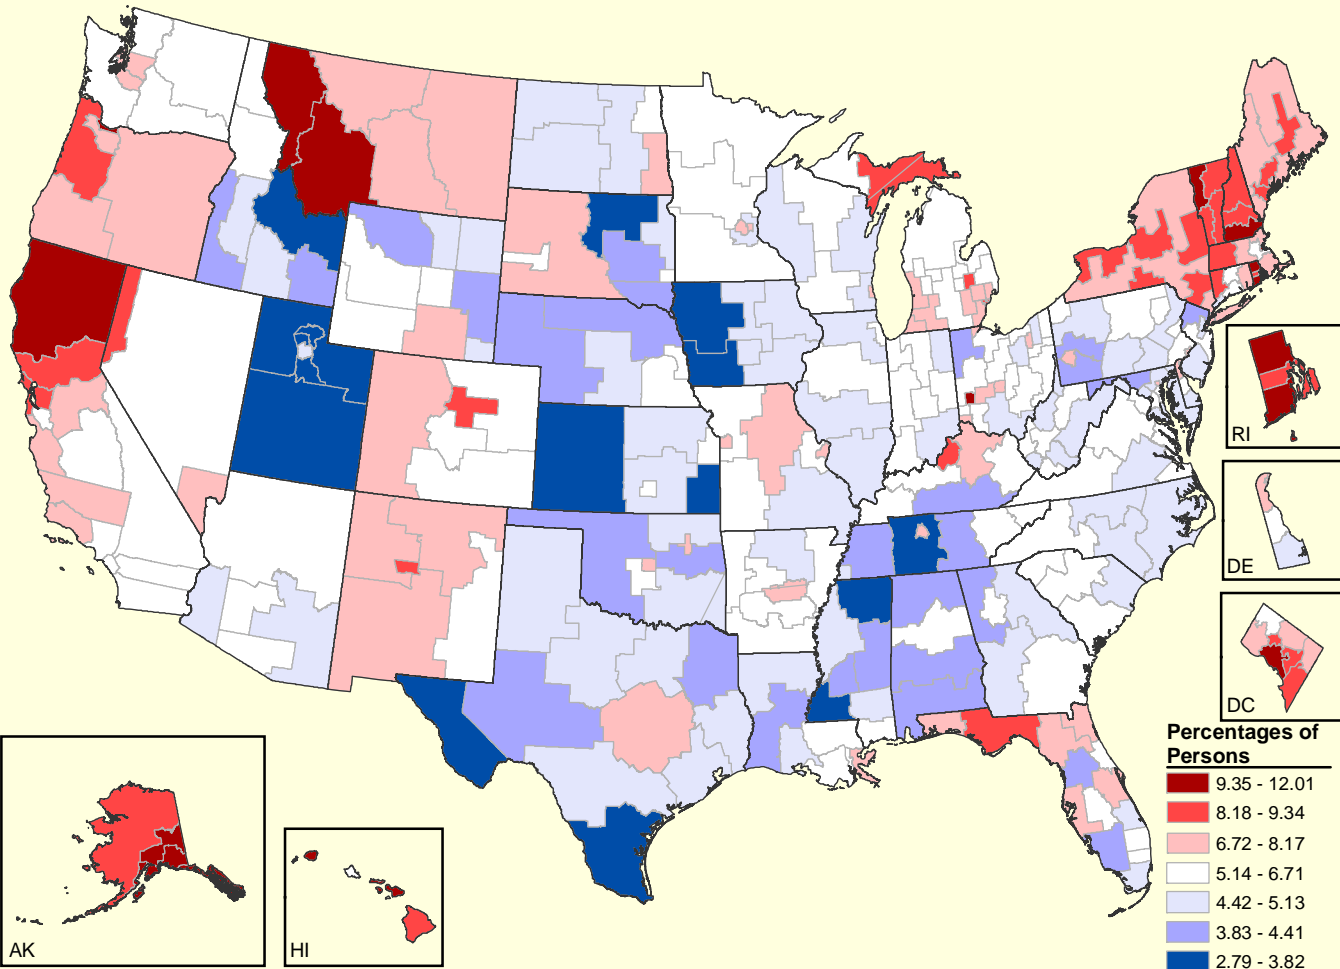 RI
DE
DC
Percentages of
Persons
9.35 - 12.01
8.18 - 9.34
6.72 - 8.17
5.14 - 6.71
4.42 - 5.13
3.83 - 4.41
2.79 - 3.82
AK
HI